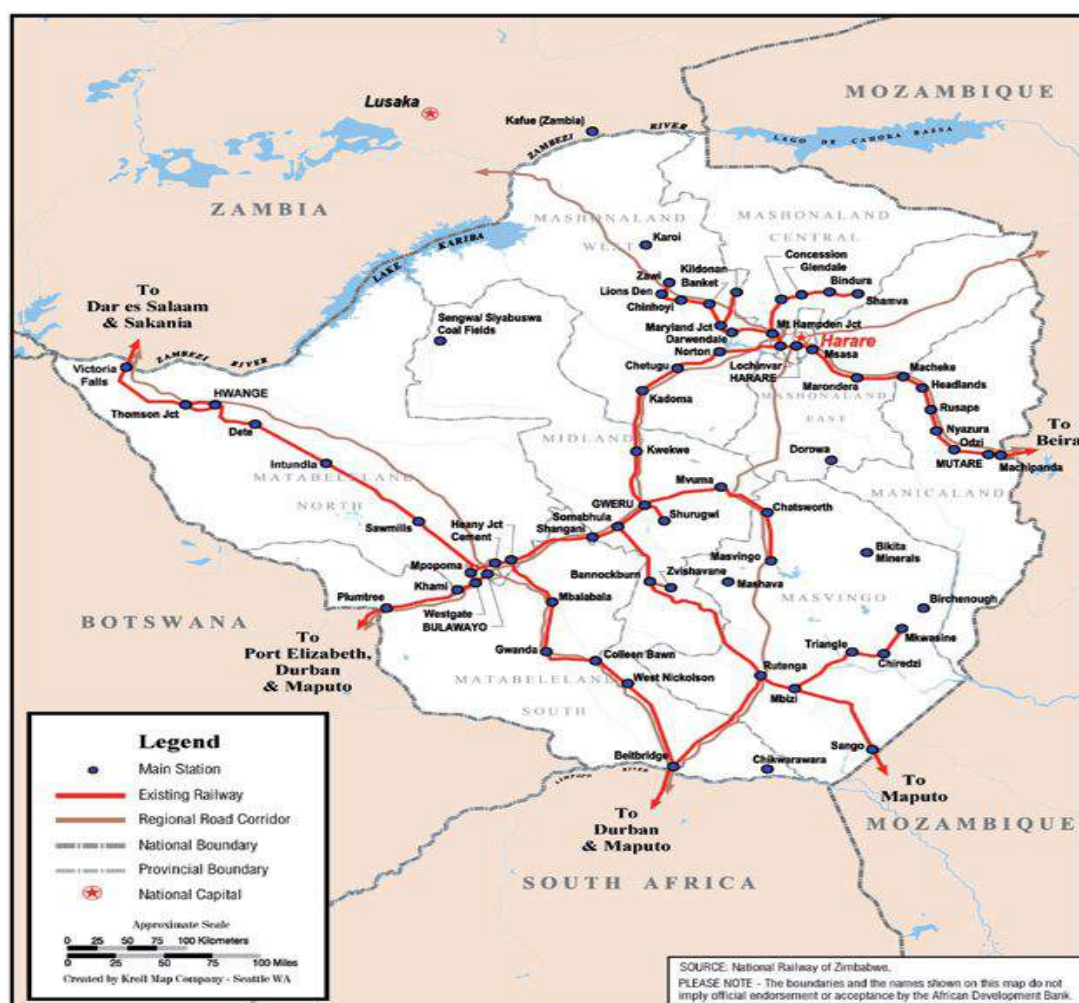 MOZAMBIQUE
Lusaka
Kafue (Zambia)
ZAMBEZI RIVER
LAGO DE CAHORA BASSA
ZAMBIA
MASHONALAND
WEST
MASHONALAND
CENTRAL
Karoi
LAKE KARIBA
Concession
Glendale
Kildonan
Banket
Zawi
Bindura
Lions Den
Shamva
Chinhoyi
To
Dar es Salaam
& Sakania
Sengwa/ Siyabuswa
Coal Fields
Maryland Jct
Mt Hampden Jct
Darwendale
Harare
Norton
Msasa
ZAMBEZI RIVER
Victoria
Falls
Chetugu
Lochinvar
HARARE
Macheke
Marondera
MASHONALAND
EAST
Headlands
Kadoma
HWANGE
Thomson Jct
Rusape
Dete
Nyazura
To
Beira
MIDLAND
Odzi
Kwekwe
Dorowa
MUTARE
Machipanda
Intundla
MATABELELAND
NORTH
Mvuma
MANICALAND
GWERU
Chatsworth
Sawmills
Heany Jct
Cement
Somabhula
Shangani
Shurugwi
Masvingo
Bikita
Minerals
Mpopoma
Bannockburn
Zvishavane
Khami
Mashava
Plumtree
Mbalabala
MASVINGO
Birchenough
Westgate
BULAWAYO
BOTSWANA
To
Port Elizabeth,
Durban
& Maputo
Mkwasine
Triangle
Gwanda
Colleen Bawn
Chiredzi
Rutenga
MATABELELAND
SOUTH
West Nickolson
Mbizi
Sango
Beitbridge
Chikwarawara
LIMPOPO RIVER
To
Maputo
To
Durban
& Maputo
MOZAMBIQUE
SOUTH AFRICA
Legend
Main Station
Existing Railway
Regional Road Corridor
National Boundary
Provincial Boundary
National Capital
Approximate Scale
0 25 50 75 100 Kilometers
0 25 50 75 100 Miles
Created by Kroll Map Company - Seattle WA
SOURCE: National Railway of Zimbabwe.
PLEASE NOTE - The boundaries and the names shown on this map do not
imply official endorsement or acceptance by the African Development Bank.